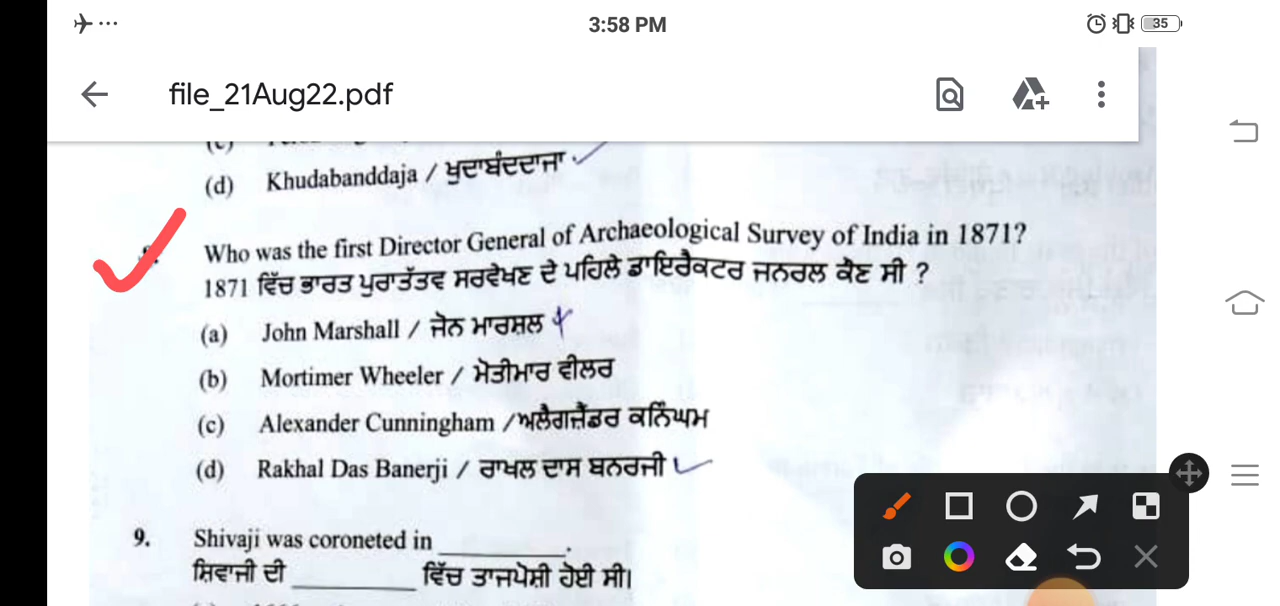 3:58 PM
35
file_21Aug22.pdf
(d) Khudabanddaja / ਖੁਦਾਬੰਦਦਾਜਾ
Who was the first Director General of Archaeological Survey of India in 1871?
1871 ਵਿੱਚ ਭਾਰਤ ਪੁਰਾਤੱਤਵ ਸਰਵੇਖਣ ਦੇ ਪਹਿਲੇ ਡਾਇਰੈਕਟਰ ਜਨਰਲ ਕੌਣ ਸੀ ?
(a) John Marshall / ਜੋਨ ਮਾਰਸ਼ਲ
(b) Mortimer Wheeler / ਮੋਤੀਮਾਰ ਵੀਲਰ
(c) Alexander Cunningham / ਅਲੈਗਜ਼ੈਂਡਰ ਕਨਿੰਘਮ
(d) Rakhal Das Banerji / ਰਾਖਲ ਦਾਸ ਬਨਰਜੀ
9. Shivaji was coroneted in ____________.
ਸ਼ਿਵਾਜੀ ਦੀ ____________ ਵਿੱਚ ਤਾਜਪੋਸ਼ੀ ਹੋਈ ਸੀ।